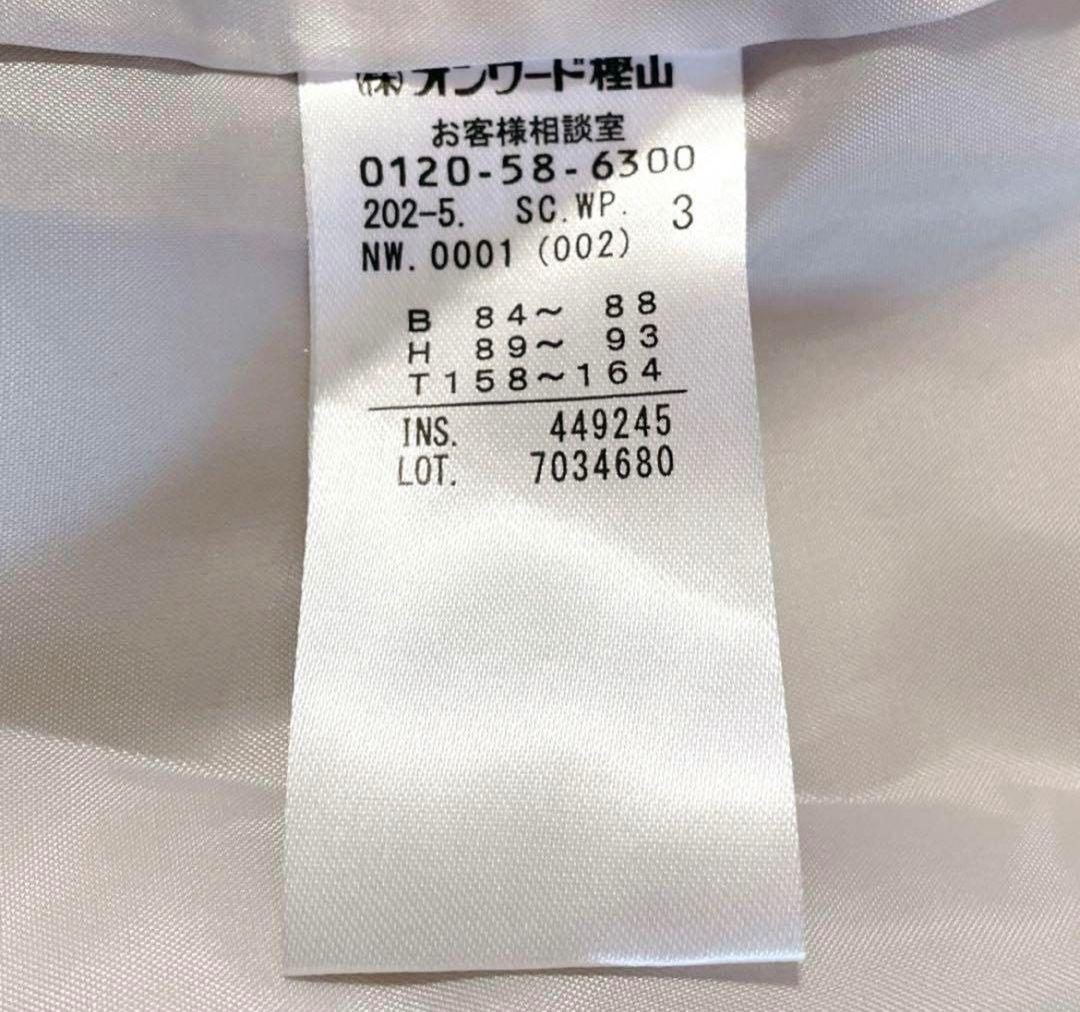 (株)オンワード樫山
お客様相談室
0120-58-6300
202-5. SC.WP. 3
NW.0001 (002)
B 84~ 88
H 89~ 93
T158~164
INS. 449245
LOT. 7034680